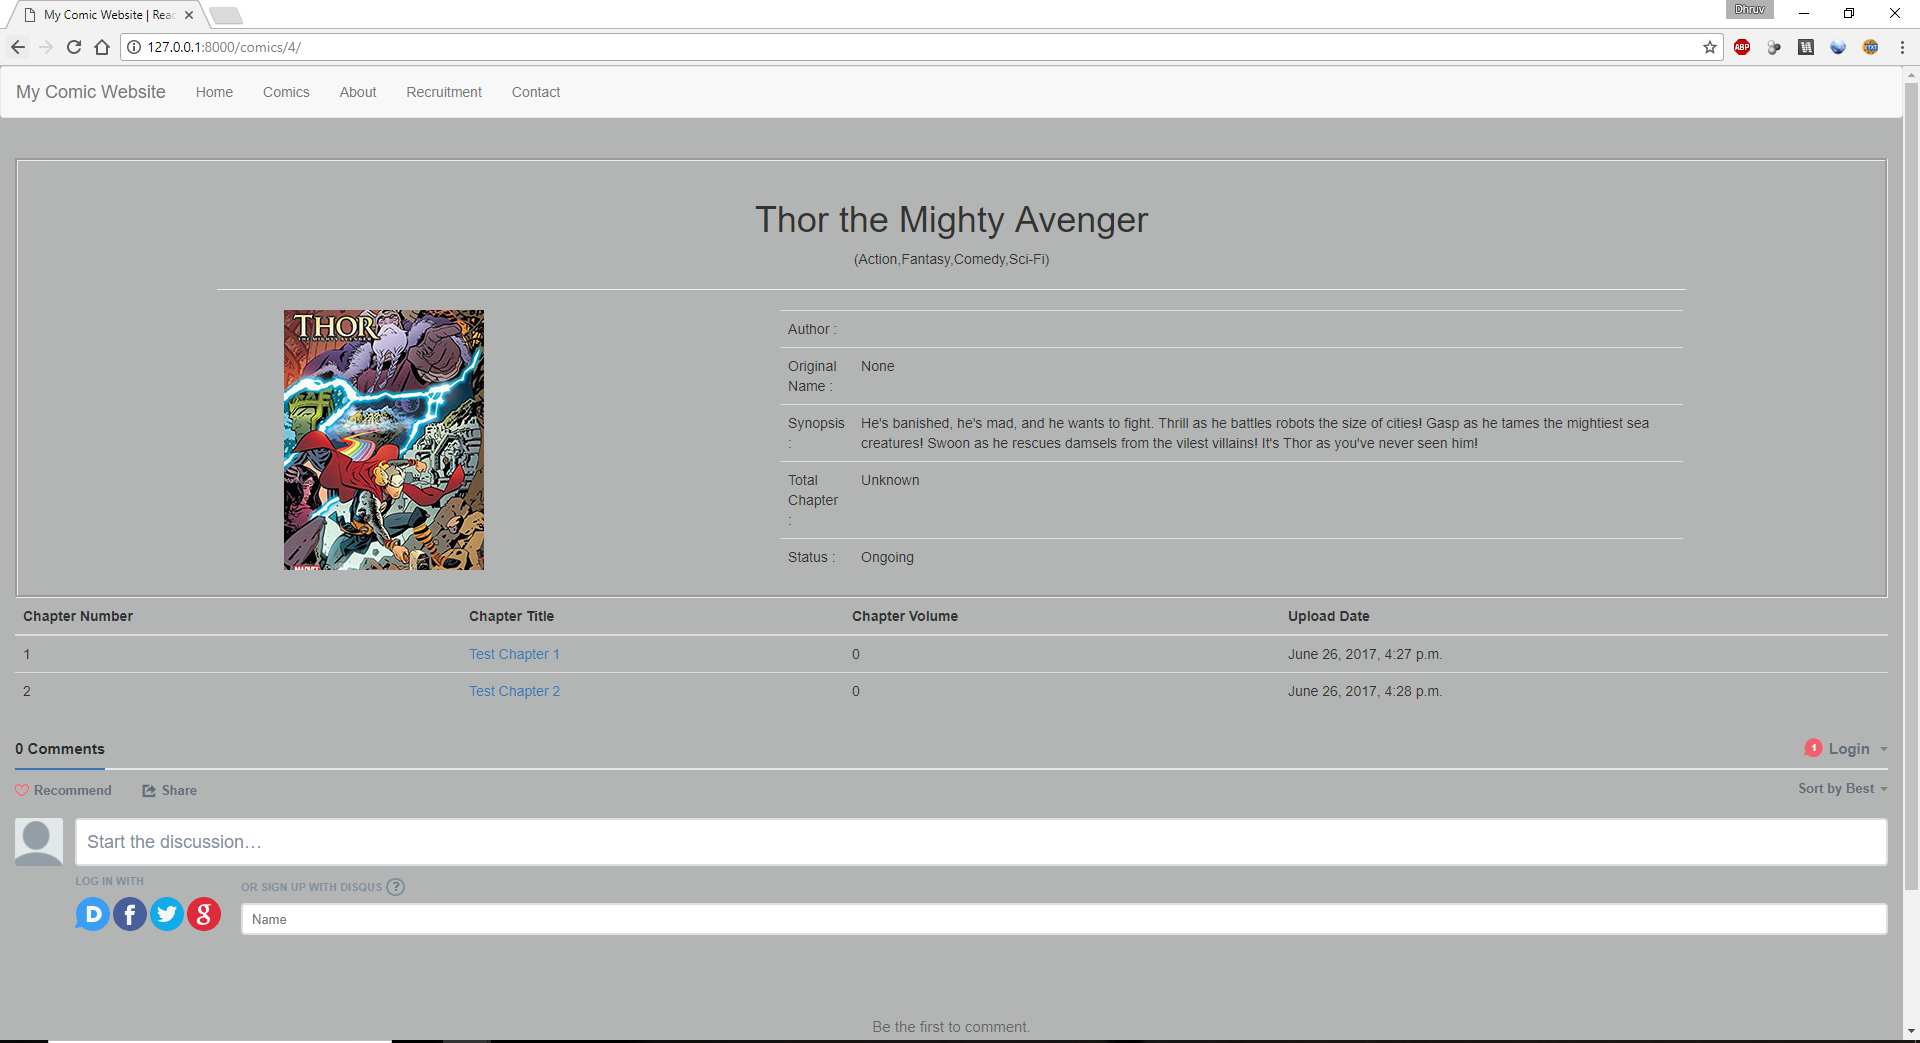 My Comic Website | Reac
Dhruv
127.0.0.1:8000/comics/4/
ABP
TXT
My Comic Website Home Comics About Recruitment Contact
Thor the Mighty Avenger
(Action,Fantasy,Comedy,Sci-Fi)
THOR
THE MIGHTY AVENGER
MARVEL
Author :
Original Name : None
Synopsis : He's banished, he's mad, and he wants to fight. Thrill as he battles robots the size of cities! Gasp as he tames the mightiest sea
creatures! Swoon as he rescues damsels from the vilest villains! It's Thor as you've never seen him!
Total Chapter : Unknown
Status : Ongoing
Chapter Number Chapter Title Chapter Volume Upload Date
1 Test Chapter 1 0 June 26, 2017, 4:27 p.m.
2 Test Chapter 2 0 June 26, 2017, 4:28 p.m.
0 Comments 1 Login
Recommend Share Sort by Best
Start the discussion…
LOG IN WITH
OR SIGN UP WITH DISQUS ?
D f g
Name
Be the first to comment.